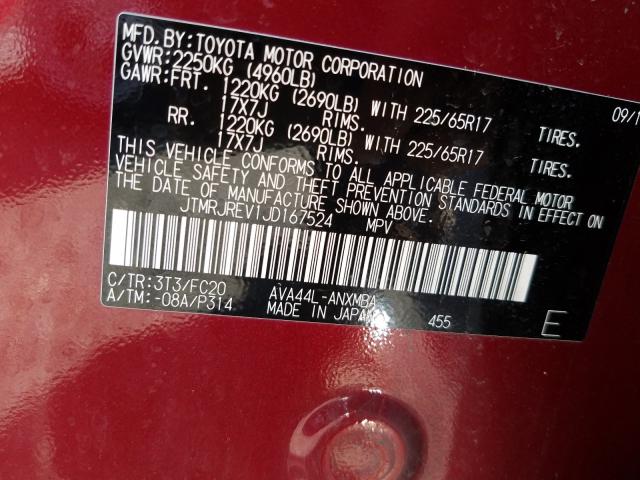 MFD. BY: TOYOTA MOTOR CORPORATION
GVWR: 2250KG (4960LB) 09/1
GAWR: FRT. 1220KG (2690LB) WITH 225/65R17 TIRES.
17X7J RIMS.
RR. 1220KG (2690LB) WITH 225/65R17 TIRES.
17X7J RIMS.
THIS VEHICLE CONFORMS TO ALL APPLICABLE FEDERAL MOTOR
VEHICLE SAFETY AND THEFT PREVENTION STANDARDS IN EFFECT ON
THE DATE OF MANUFACTURE SHOWN ABOVE.
JTMRJREV1JD167524 MPV
C/TR: 3T3/FC20 AVA44L-ANXMBA
A/TM: -08A/P314 MADE IN JAPAN 455 E